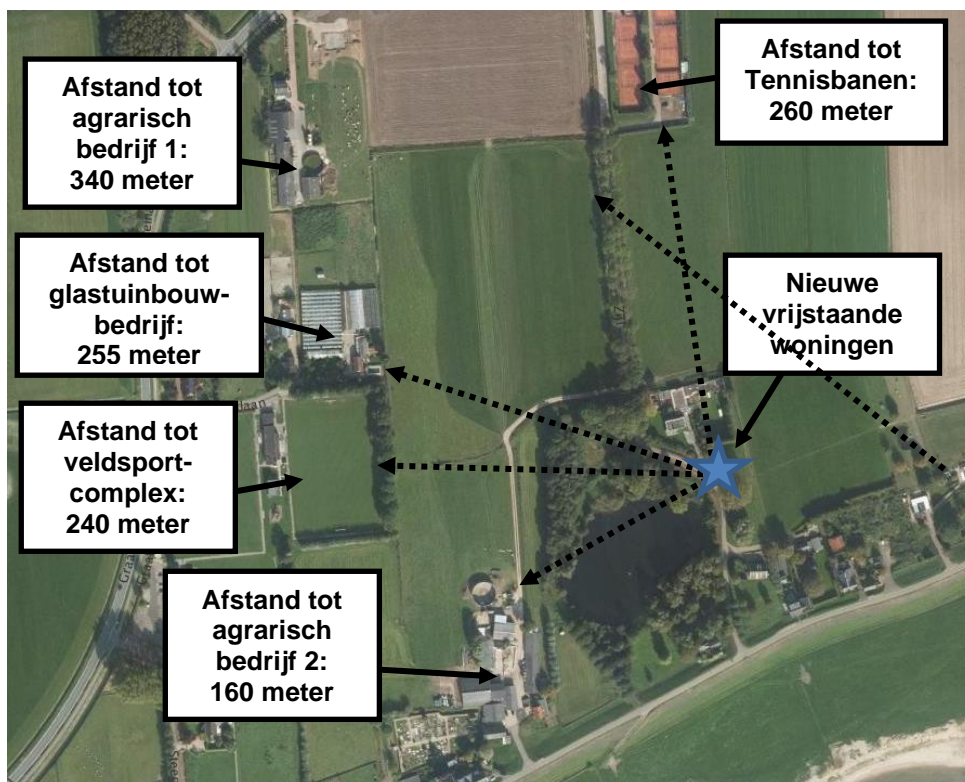 Afstand tot
agrarisch
bedrijf 1:
340 meter
Afstand tot
Tennisbanen:
260 meter
Afstand tot
glastuinbouw-
bedrijf:
255 meter
Nieuwe
vrijstaande
woningen
Afstand tot
veldsport-
complex:
240 meter
Afstand tot
agrarisch
bedrijf 2:
160 meter